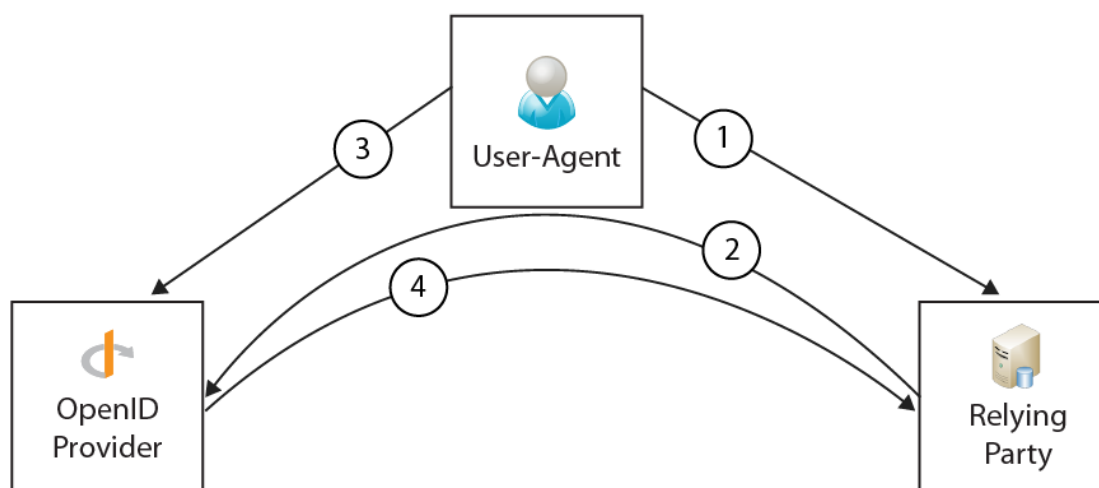 User-Agent
3
1
2
4
OpenID
Provider
Relying
Party